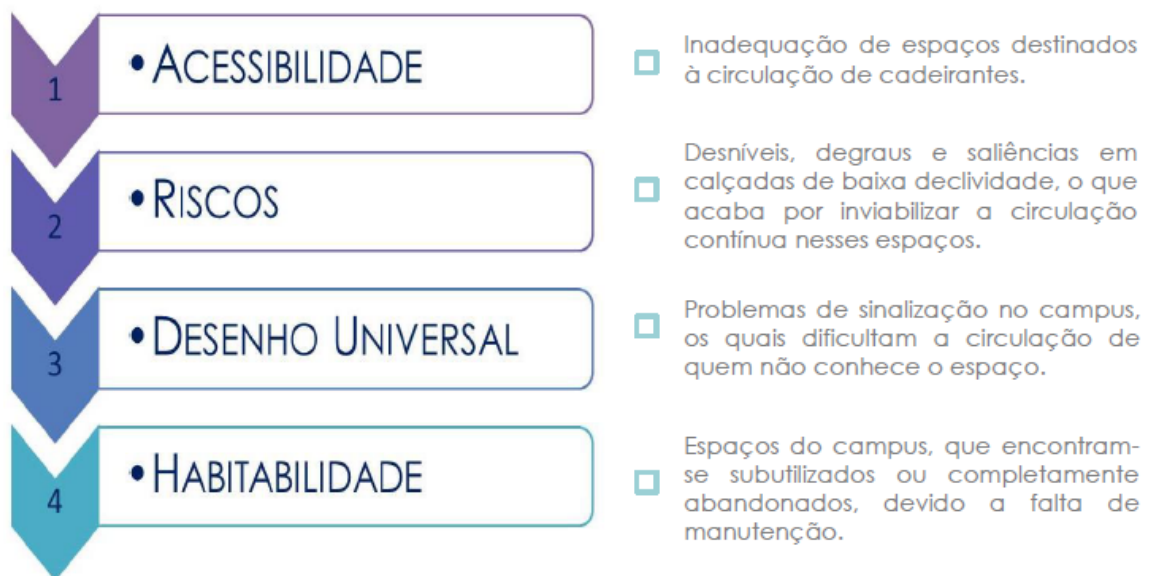 1
• ACESSIBILIDADE
Inadequação de espaços destinados
à circulação de cadeirantes.
2
• RISCOS
Desníveis, degraus e saliências em
calçadas de baixa declividade, o que
acaba por inviabilizar a circulação
contínua nesses espaços.
3
• DESENHO UNIVERSAL
Problemas de sinalização no campus,
os quais dificultam a circulação de
quem não conhece o espaço.
4
• HABITABILIDADE
Espaços do campus, que encontram-
se subutilizados ou completamente
abandonados, devido a falta de
manutenção.